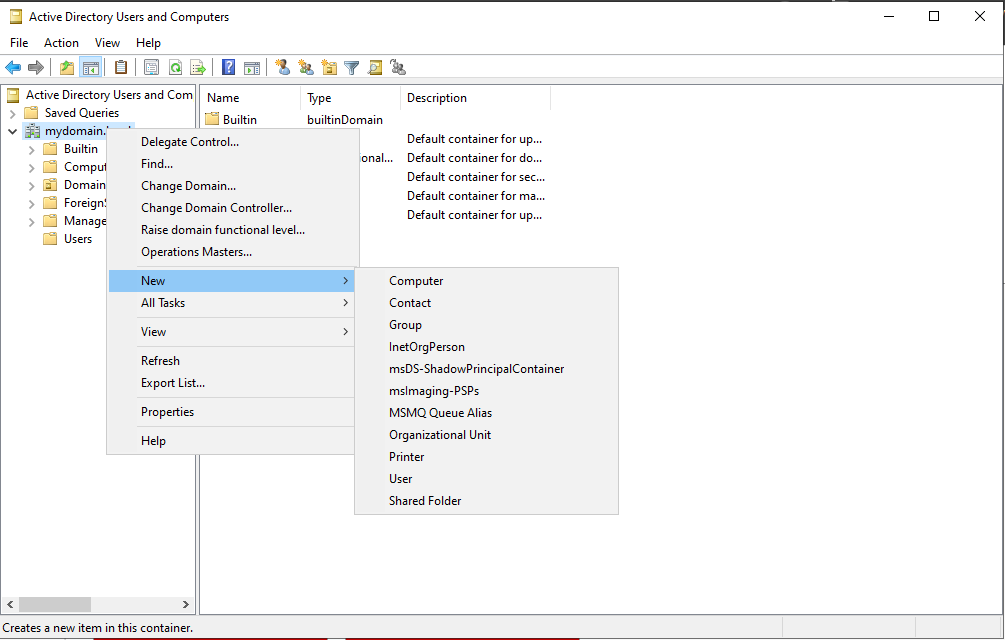 Active Directory Users and Computers
File Action View Help
Active Directory Users and Com
Saved Queries
mydomain.
Builtin
Comput
Domain
Foreign
Manage
Users
Name Type Description
Builtin builtinDomain
Default container for up...
ional... Default container for do...
Default container for sec...
Default container for ma...
Default container for up...
Delegate Control...
Find...
Change Domain...
Change Domain Controller...
Raise domain functional level...
Operations Masters...
New
All Tasks
View
Refresh
Export List...
Properties
Help
Computer
Contact
Group
InetOrgPerson
msDS-ShadowPrincipalContainer
msImaging-PSPs
MSMQ Queue Alias
Organizational Unit
Printer
User
Shared Folder
Creates a new item in this container.